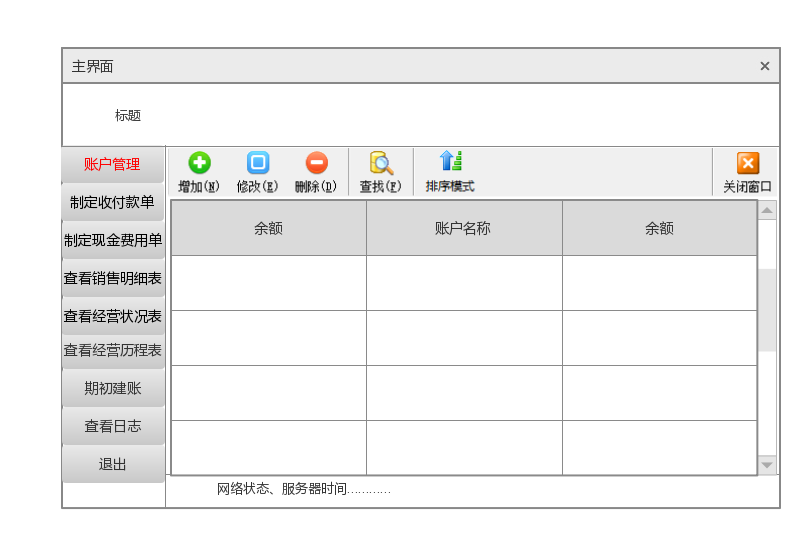 主界面
×
标题
账户管理
制定收付款单
制定现金费用单
查看销售明细表
查看经营状况表
查看经营历程表
期初建账
查看日志
退出
增加(N) 修改(E) 删除(D) 查找(F) 排序模式 关闭窗口
余额 账户名称 余额
网络状态、服务器时间…………